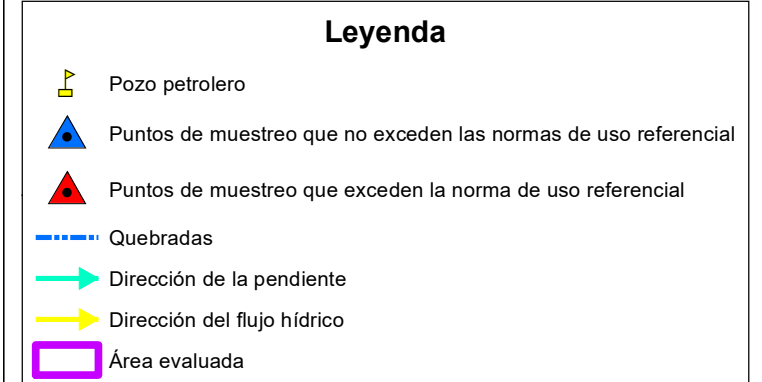 Leyenda
Pozo petrolero
Puntos de muestreo que no exceden las normas de uso referencial
Puntos de muestreo que exceden la norma de uso referencial
Quebradas
Dirección de la pendiente
Dirección del flujo hídrico
Área evaluada